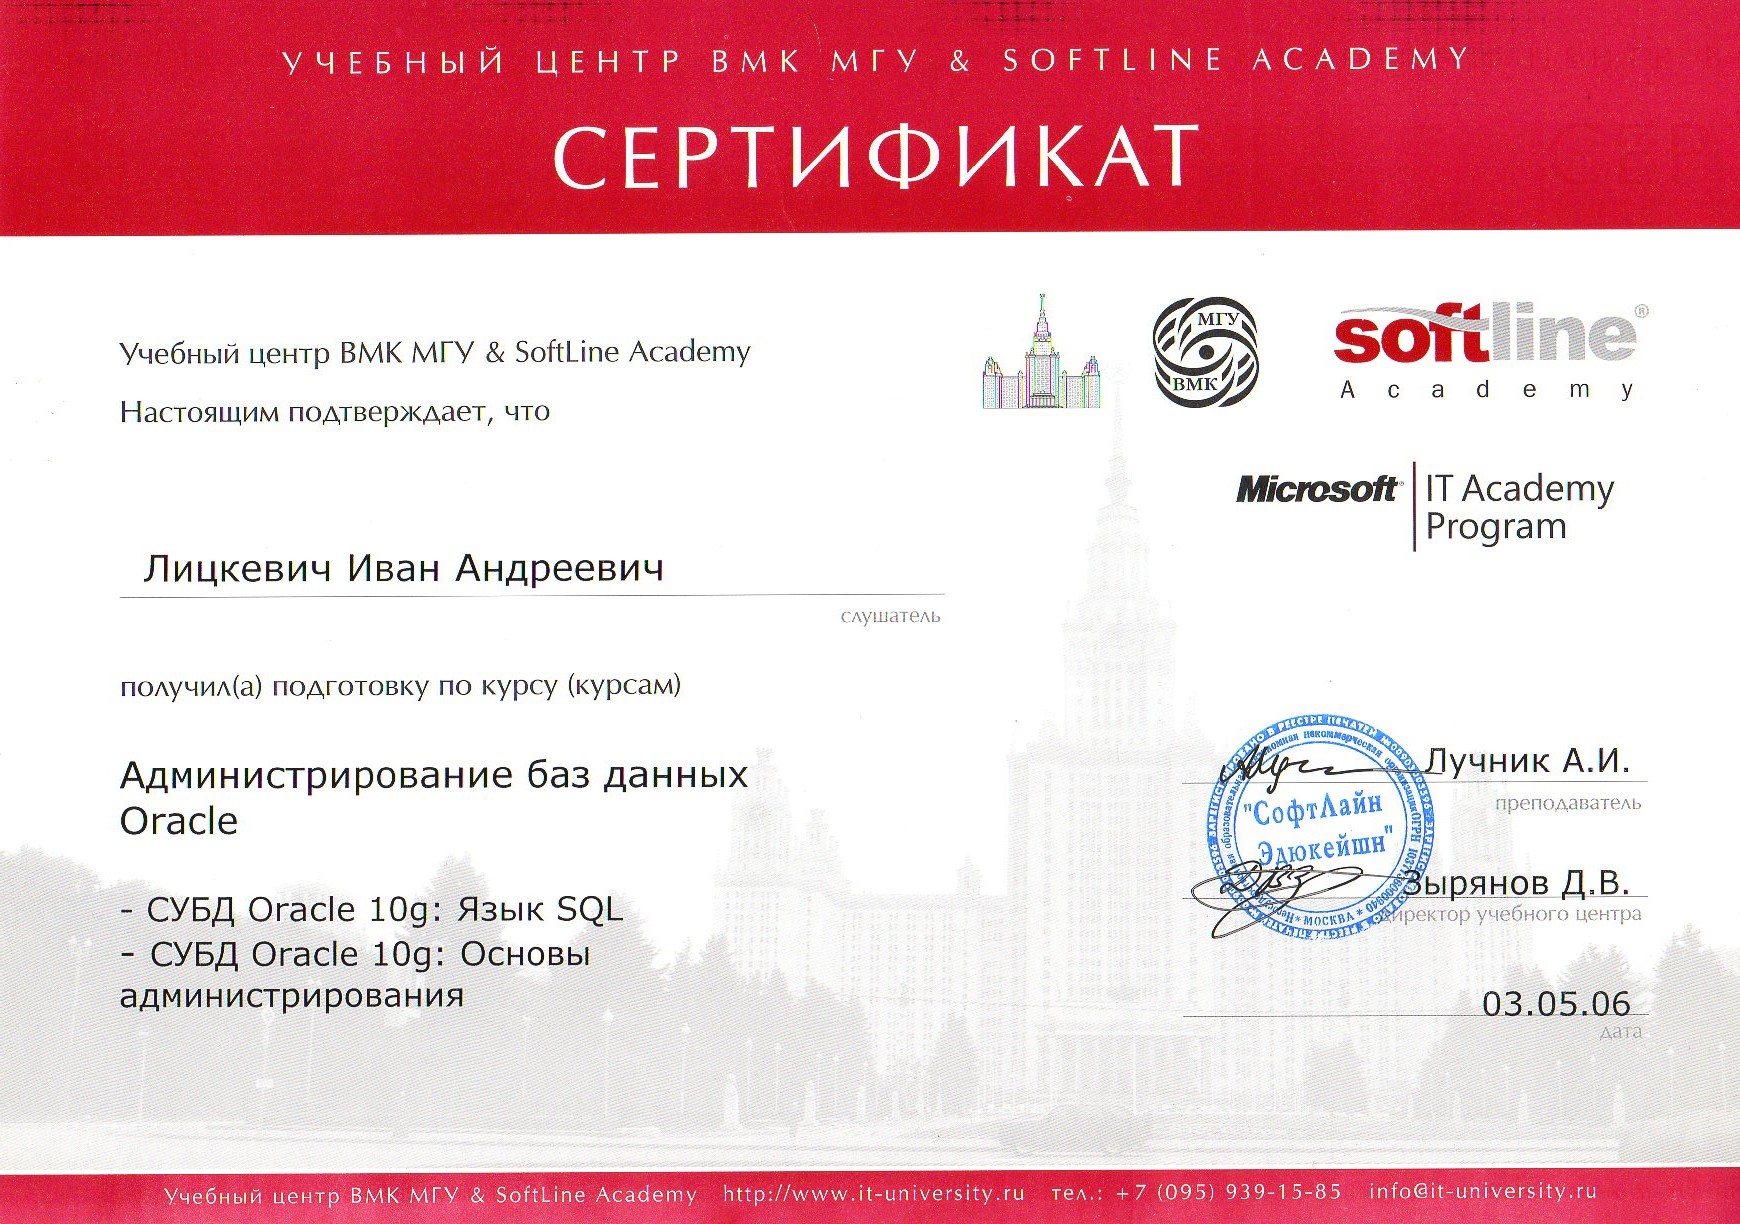 УЧЕБНЫЙ ЦЕНТР ВМК МГУ & SOFTLINE ACADEMY
СЕРТИФИКАТ
Учебный центр ВМК МГУ & SoftLine Academy
Настоящим подтверждает, что
МГУ
ВМК
softline®
Academy
Microsoft® IT Academy
Program
Лицкевич Иван Андреевич
слушатель
получил(а) подготовку по курсу (курсам)
Администрирование баз данных
Oracle
- СУБД Oracle 10g: Язык SQL
- СУБД Oracle 10g: Основы
администрирования
Лучник А.И.
преподаватель
"СофтЛайн
Эдюкейшн"
* МОСКВА *
Зырянов Д.В.
директор учебного центра
03.05.06
дата
Учебный центр ВМК МГУ & SoftLine Academy http://www.it-university.ru тел.: +7 (095) 939-15-85 info@it-university.ru